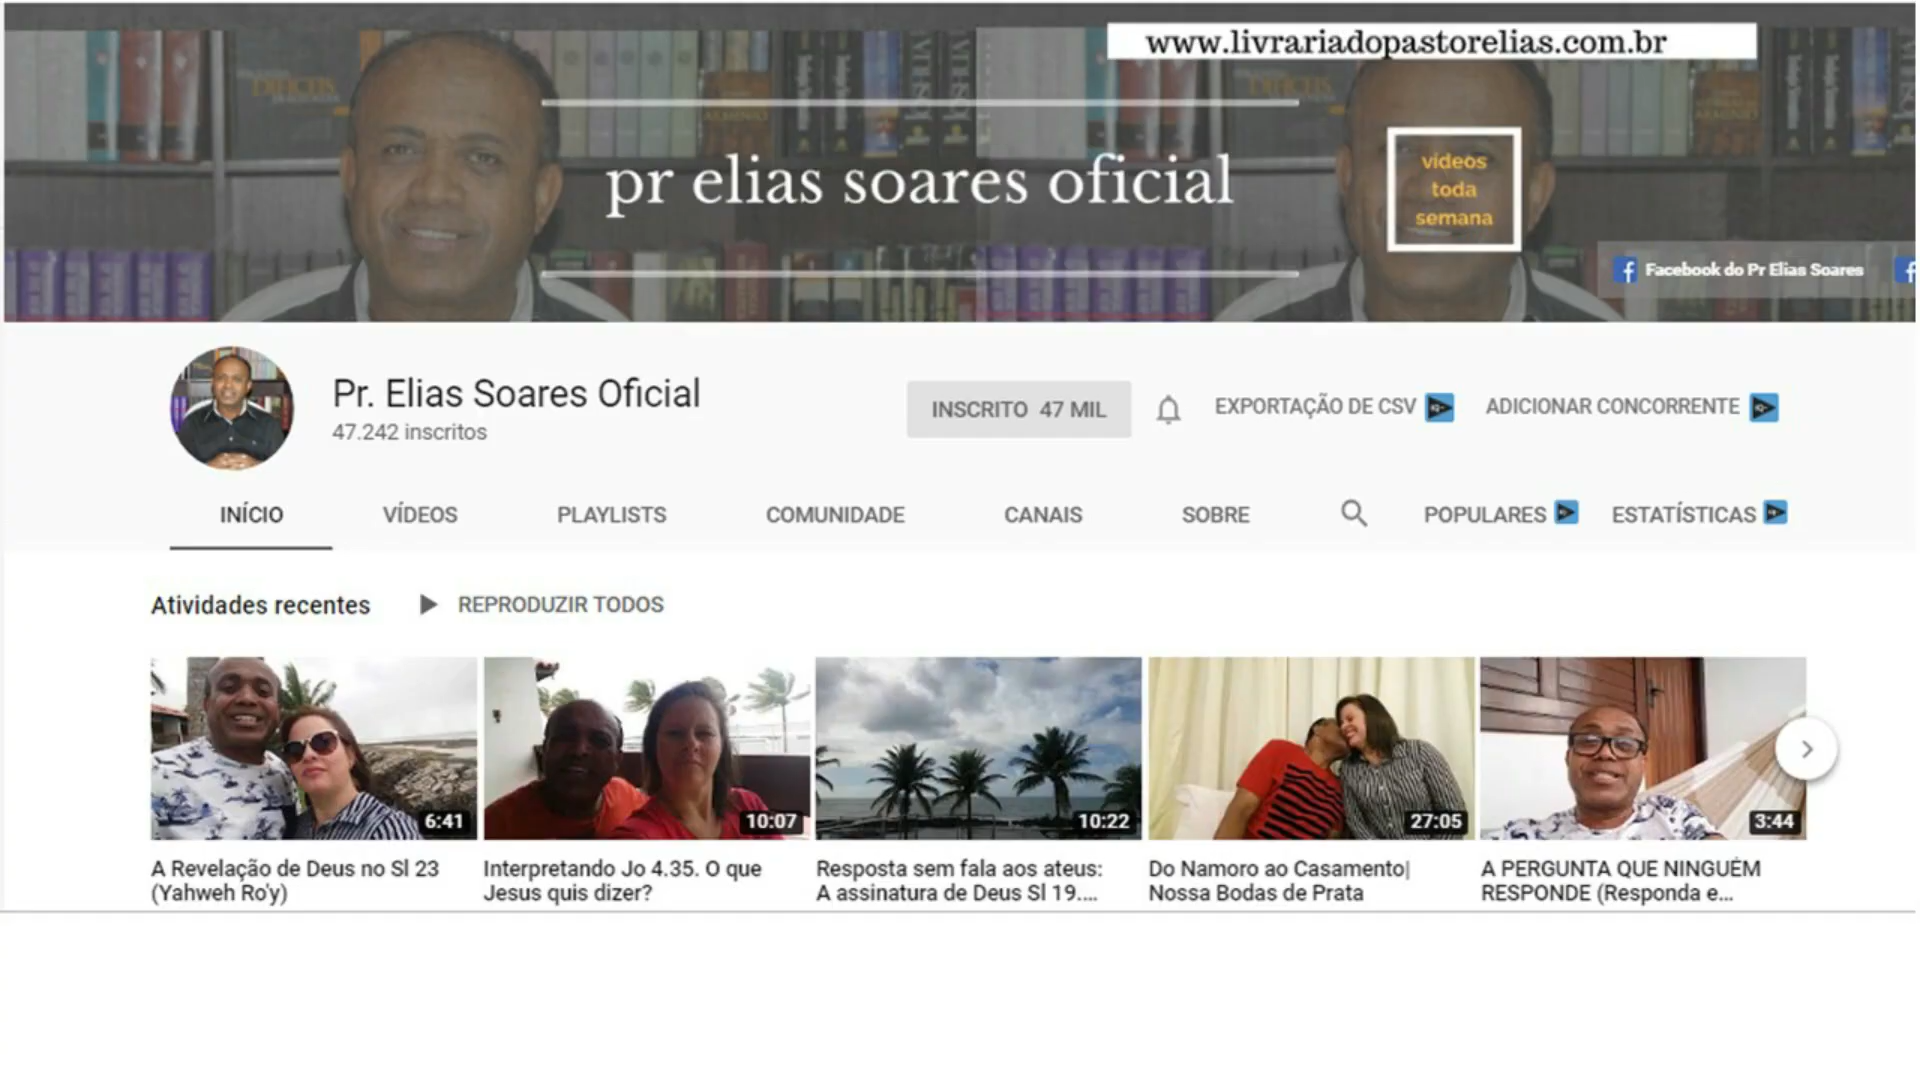 www.livrariadopastorelias.com.br
pr elias soares oficial
vídeos
toda
semana
Facebook do Pr Elias Soares
Pr. Elias Soares Oficial
47.242 inscritos
INSCRITO 47 MIL
EXPORTAÇÃO DE CSV
ADICIONAR CONCORRENTE
INÍCIO VÍDEOS PLAYLISTS COMUNIDADE CANAIS SOBRE POPULARES ESTATÍSTICAS
Atividades recentes REPRODUZIR TODOS
6:41 10:07 10:22 27:05 3:44
A Revelação de Deus no Sl 23
(Yahweh Ro'y)
Interpretando Jo 4.35. O que
Jesus quis dizer?
Resposta sem fala aos ateus:
A assinatura de Deus Sl 19....
Do Namoro ao Casamento|
Nossa Bodas de Prata
A PERGUNTA QUE NINGUÉM
RESPONDE (Responda e...